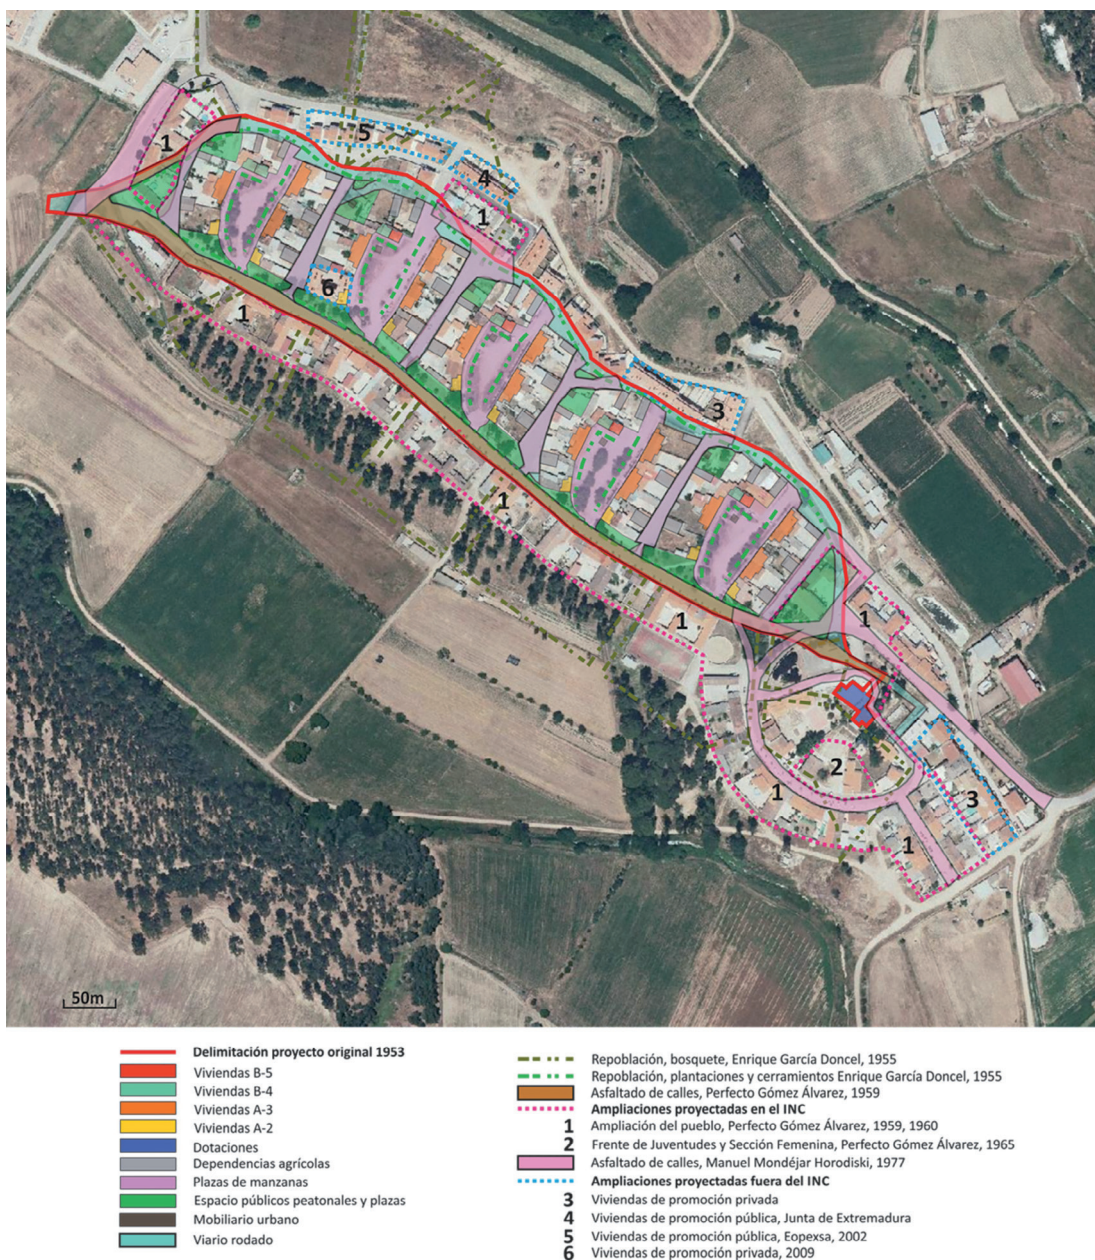 1
5
4
1
6
1
3
1
1
1
2
1
3
1
50m
Delimitación proyecto original 1953
Viviendas B-5
Viviendas B-4
Viviendas A-3
Viviendas A-2
Dotaciones
Dependencias agrícolas
Plazas de manzanas
Espacio públicos peatonales y plazas
Mobiliario urbano
Viario rodado
Repoblación, bosquete, Enrique García Doncel, 1955
Repoblación, plantaciones y cerramientos Enrique García Doncel, 1955
Asfaltado de calles, Perfecto Gómez Álvarez, 1959
Ampliaciones proyectadas en el INC
1 Ampliación del pueblo, Perfecto Gómez Álvarez, 1959, 1960
2 Frente de Juventudes y Sección Femenina, Perfecto Gómez Álvarez, 1965
Asfaltado de calles, Manuel Mondéjar Horodiski, 1977
Ampliaciones proyectadas fuera del INC
3 Viviendas de promoción privada
4 Viviendas de promoción pública, Junta de Extremadura
5 Viviendas de promoción pública, Eopexsa, 2002
6 Viviendas de promoción privada, 2009